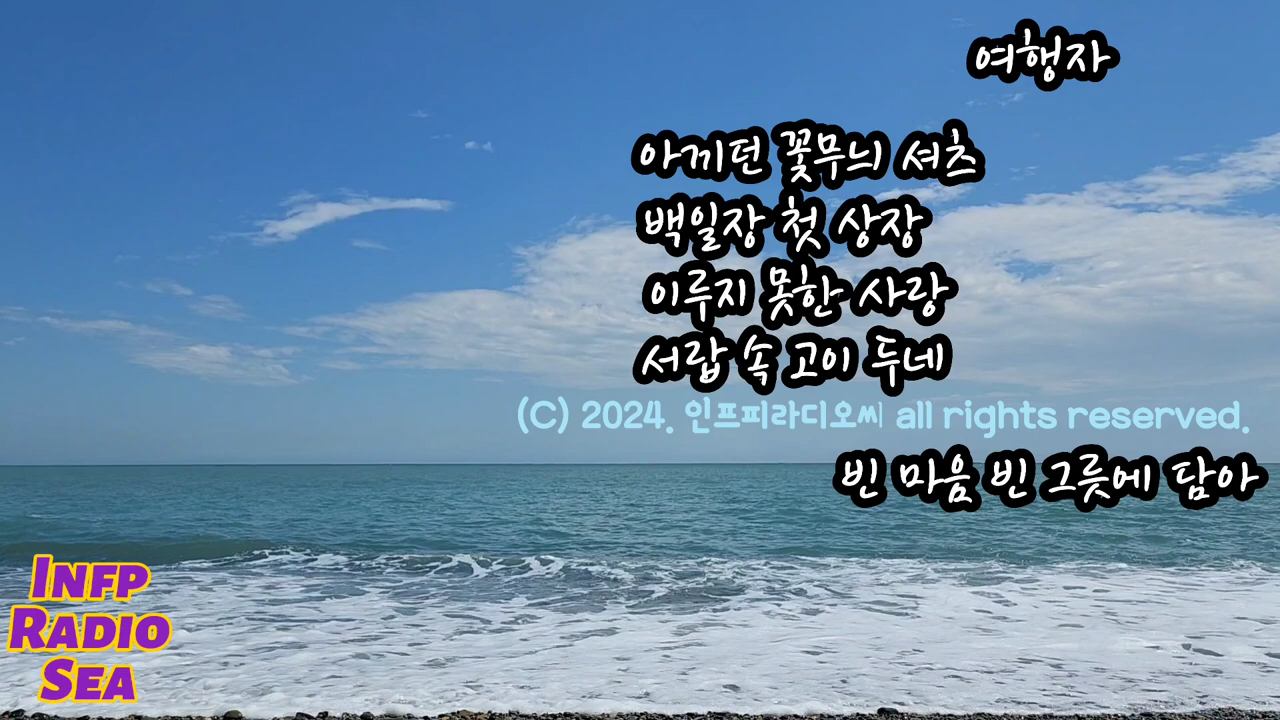 여행자
아끼던 꽃무늬 셔츠
백일장 첫 상장
이루지 못한 사랑
서랍 속 고이 두네
(C) 2024. 인프피라디오씨 all rights reserved.
빈 마음 빈 그릇에 담아
INFP
RADIO
SEA